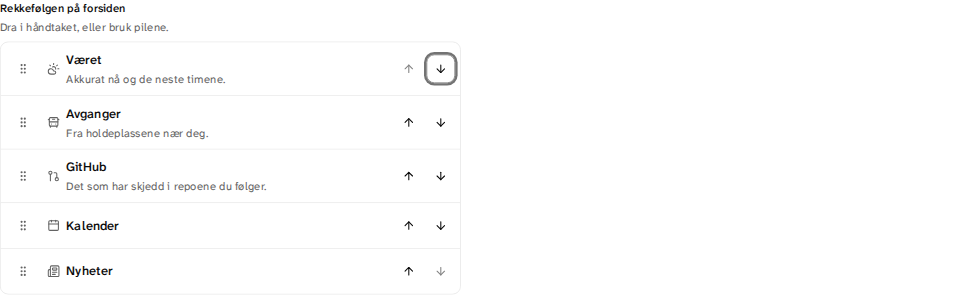 Rekkefølgen på forsiden
Dra i håndtaket, eller bruk pilene.
Været
Akkurat nå og de neste timene.
Avganger
Fra holdeplassene nær deg.
GitHub
Det som har skjedd i repoene du følger.
Kalender
Nyheter